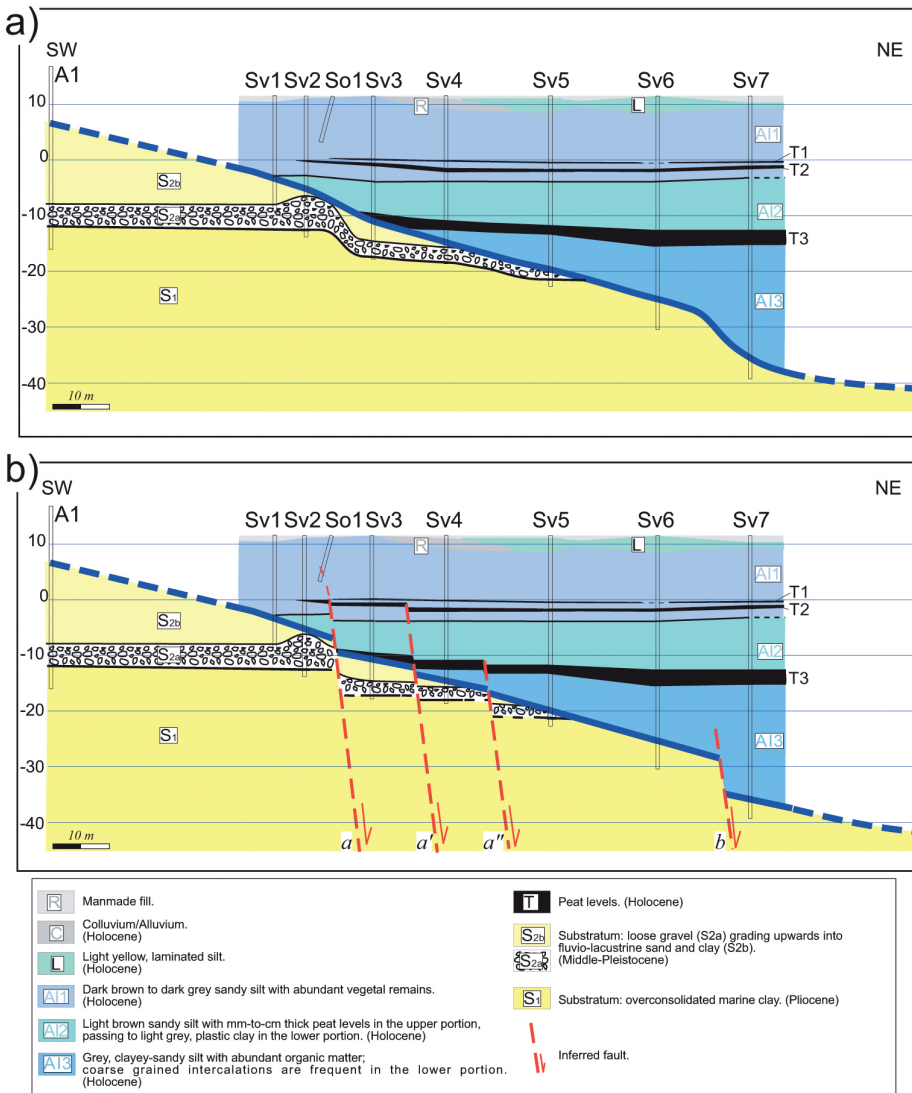 a)
SW
NE
A1
Sv1 Sv2 So1 Sv3 Sv4 Sv5 Sv6 Sv7
10
R
L
Al1
T1
0
T2
S2b
-10
S2a
Al2
T3
-20
S1
Al3
-30
-40
10 m
b)
SW
NE
A1
Sv1 Sv2 So1 Sv3 Sv4 Sv5 Sv6 Sv7
10
R
L
Al1
T1
0
T2
S2b
-10
S2a
Al2
T3
-20
S1
Al3
-30
-40
10 m
a a' a'' b
R Manmade fill.
C Colluvium/Alluvium.
(Holocene)
L Light yellow, laminated silt.
(Holocene)
Al1 Dark brown to dark grey sandy silt with abundant vegetal remains.
(Holocene)
Al2 Light brown sandy silt with mm-to-cm thick peat levels in the upper portion,
passing to light grey, plastic clay in the lower portion. (Holocene)
Al3 Grey, clayey-sandy silt with abundant organic matter;
coarse grained intercalations are frequent in the lower portion.
(Holocene)
T Peat levels. (Holocene)
S2b Substratum: loose gravel (S2a) grading upwards into
fluvio-lacustrine sand and clay (S2b).
S2a (Middle-Pleistocene)
S1 Substratum: overconsolidated marine clay. (Pliocene)
Inferred fault.